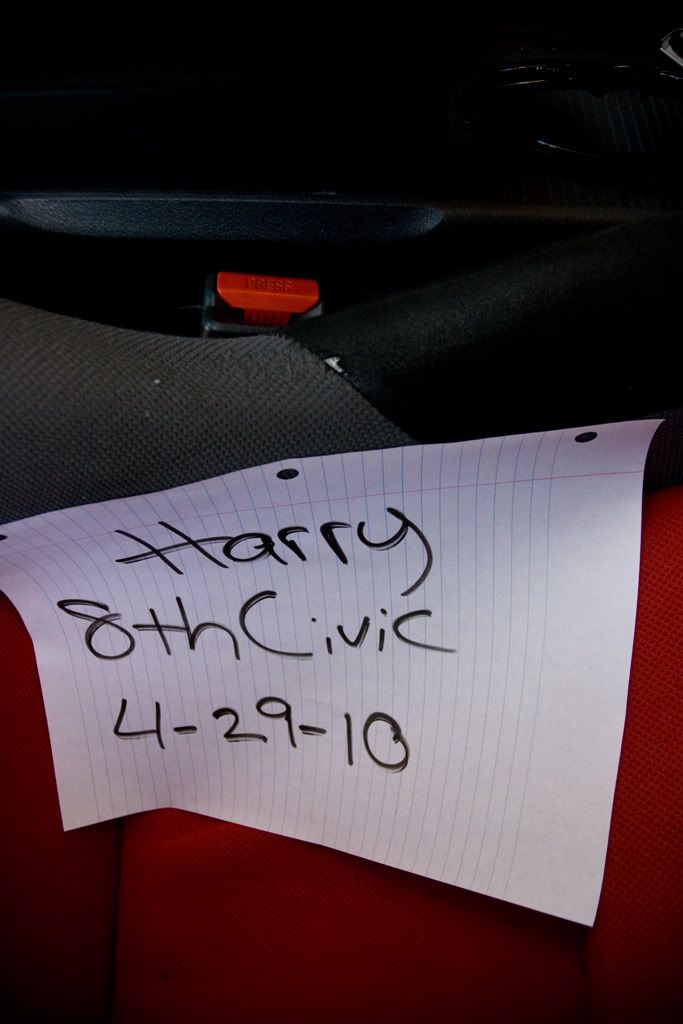 PRESS
Harry
8thCivic
4-29-10